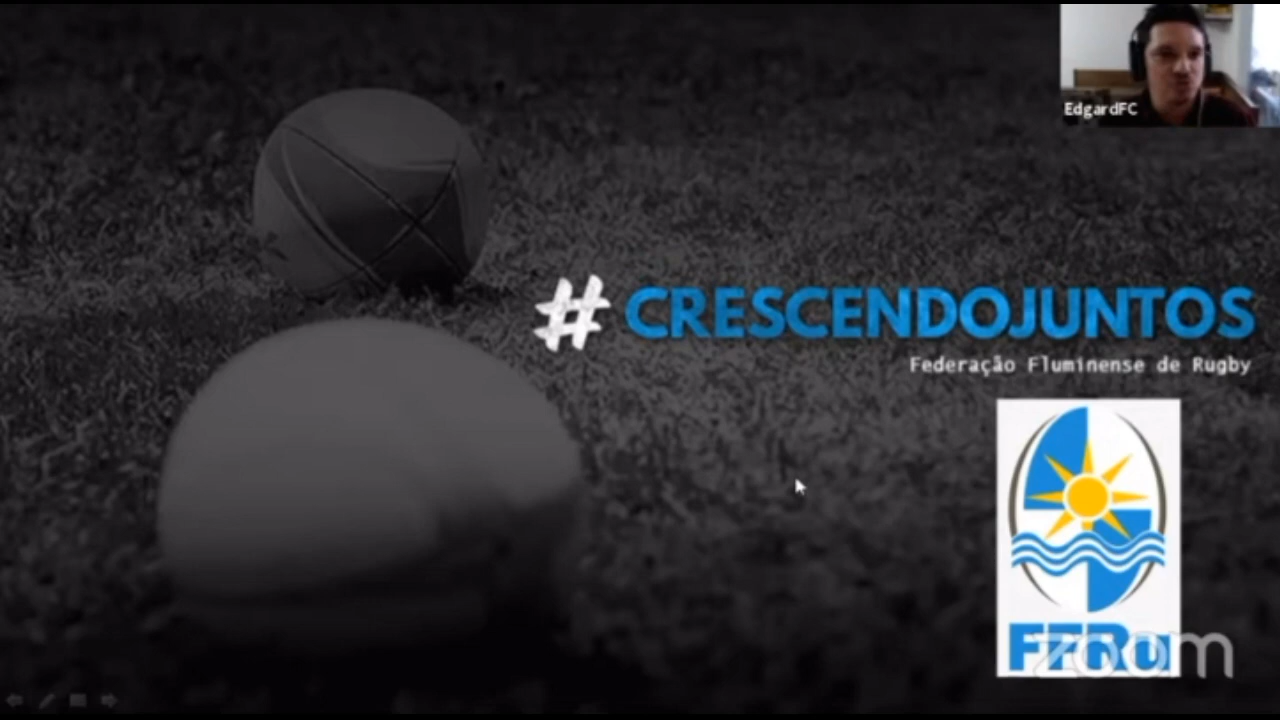 EdgardFC
#CRESCENDOJUNTOS
Federação Fluminense de Rugby
FFRu
zoom